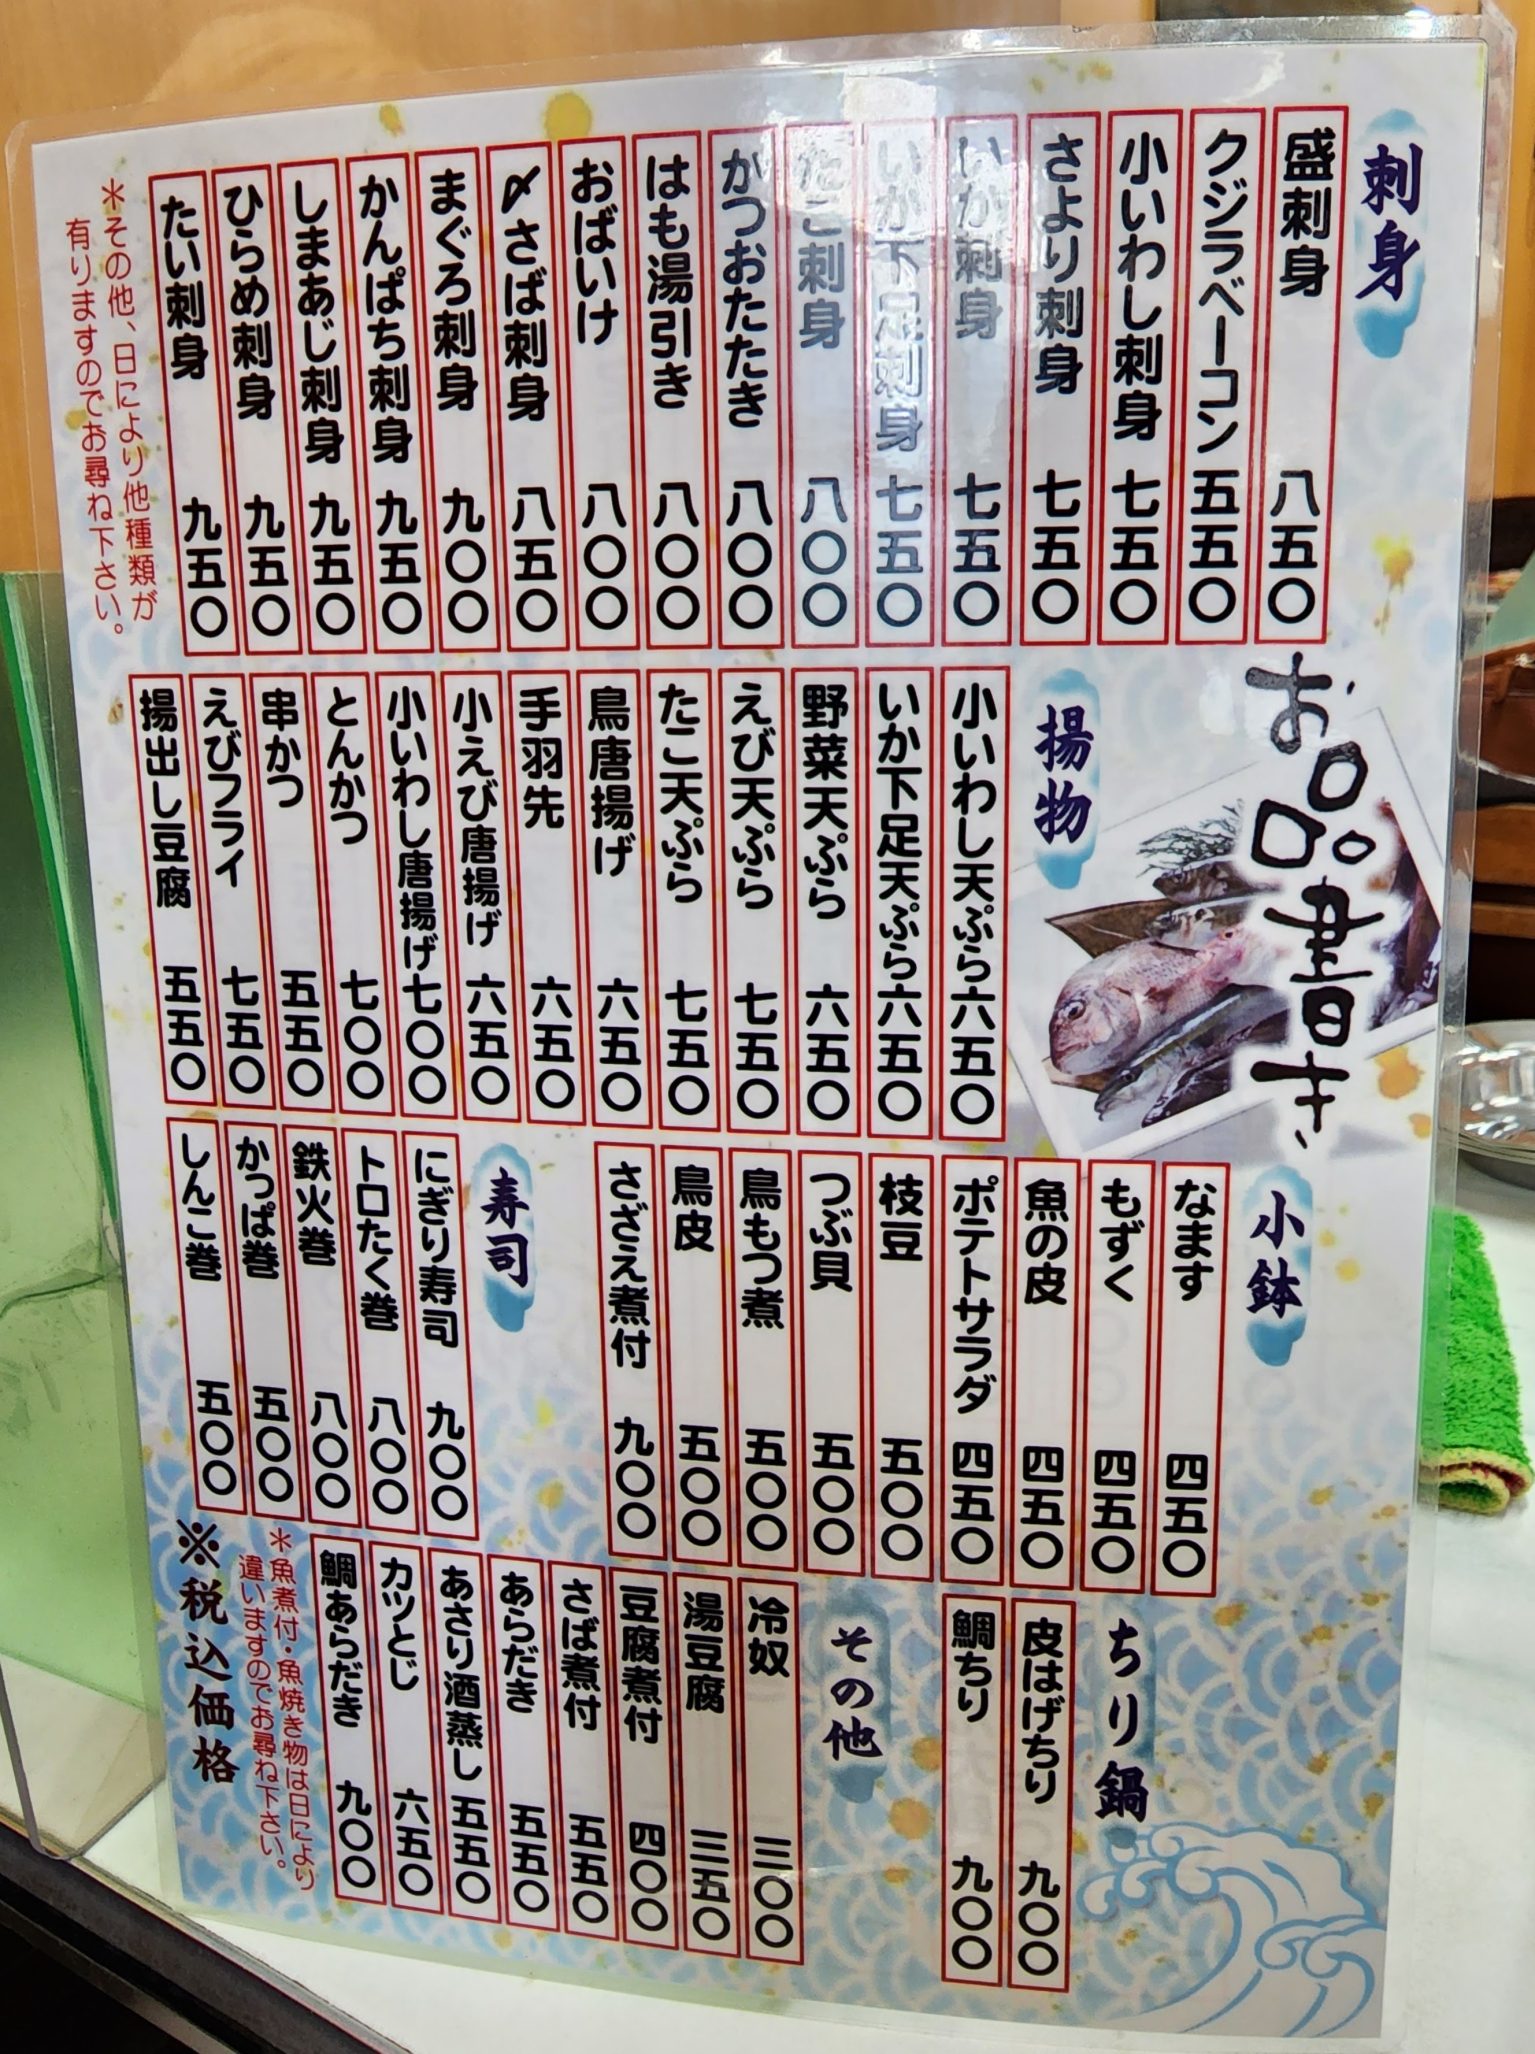 お品書き
刺身
盛刺身 八五〇
クジラベーコン 五五〇
小いわし刺身 七五〇
さより刺身 七五〇
いか刺身 七五〇
いか下足刺身 七五〇
たこ刺身 八〇〇
かつおたたき 八〇〇
はも湯引き 八〇〇
おばいけ 八〇〇
〆さば刺身 八五〇
まぐろ刺身 九〇〇
かんぱち刺身 九五〇
しまあじ刺身 九五〇
ひらめ刺身 九五〇
たい刺身 九五〇
＊その他、日により他種類が
有りますのでお尋ね下さい。
揚物
小いわし天ぷら 六五〇
いか下足天ぷら 六五〇
野菜天ぷら 六五〇
えび天ぷら 七五〇
たこ天ぷら 七五〇
鳥唐揚げ 六五〇
手羽先 六五〇
小えび唐揚げ 六五〇
小いわし唐揚げ 七〇〇
とんかつ 七〇〇
串かつ 五五〇
えびフライ 七五〇
揚出し豆腐 五五〇
小鉢
なます 四五〇
もずく 四五〇
魚の皮 四五〇
ポテトサラダ 四五〇
枝豆 五〇〇
つぶ貝 五〇〇
鳥もつ煮 五〇〇
鳥皮 五〇〇
さざえ煮付 九〇〇
寿司
にぎり寿司 九〇〇
トロたく巻 八〇〇
鉄火巻 八〇〇
かっぱ巻 五〇〇
しんこ巻 五〇〇
ちり鍋
皮はげちり 九〇〇
鯛ちり 九〇〇
その他
冷奴 三〇〇
湯豆腐 三五〇
豆腐煮付 四〇〇
さば煮付 五五〇
あらだき 五五〇
あさり酒蒸し 五五〇
カツとじ 六五〇
鯛あらだき 九〇〇
＊魚煮付・魚焼き物は日により
違いますのでお尋ね下さい。
※税込価格